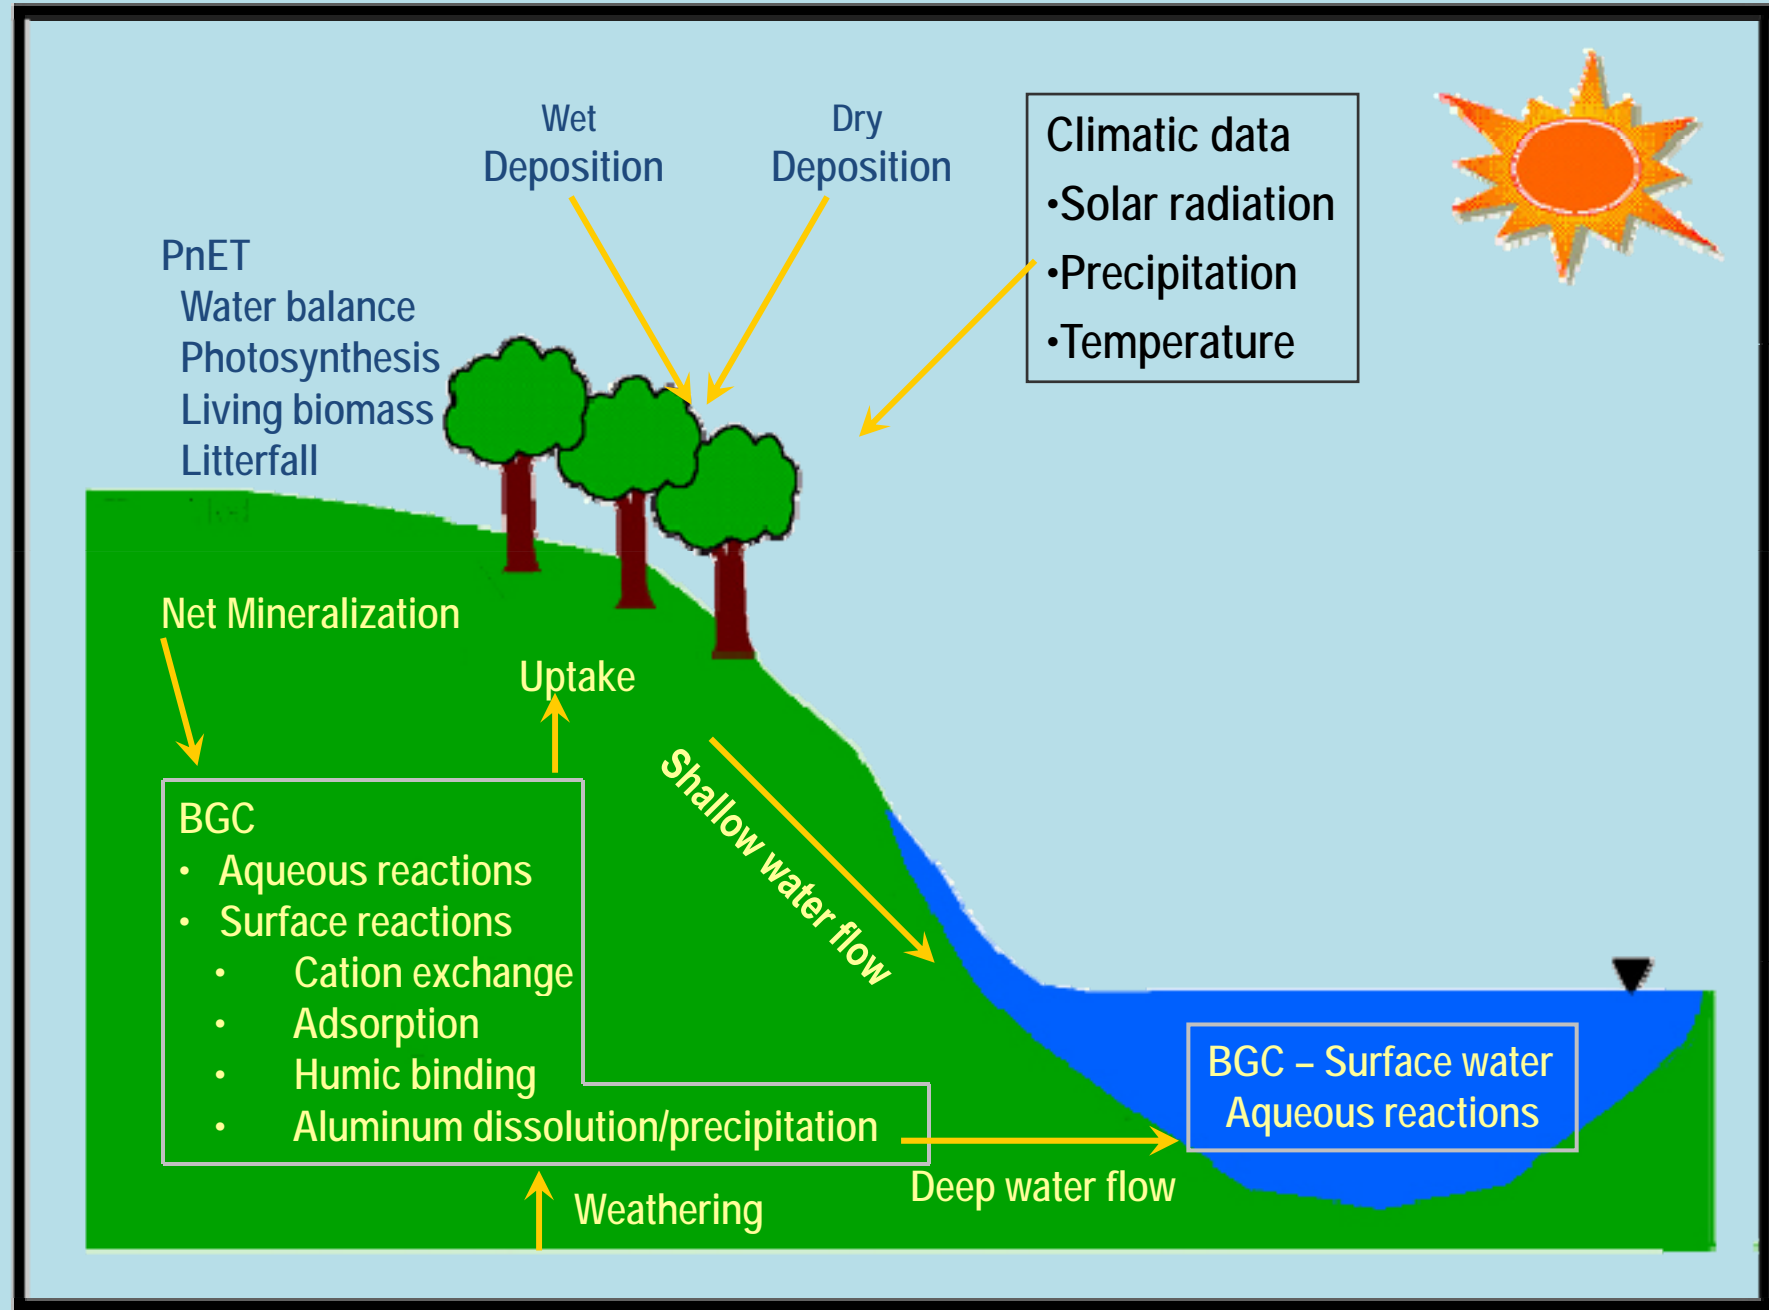 Wet
Deposition
Dry
Deposition
Climatic data
•Solar radiation
•Precipitation
•Temperature
PnET
Water balance
Photosynthesis
Living biomass
Litterfall
Net Mineralization
Uptake
Shallow water flow
BGC
• Aqueous reactions
• Surface reactions
• Cation exchange
• Adsorption
• Humic binding
• Aluminum dissolution/precipitation
BGC – Surface water
Aqueous reactions
Deep water flow
Weathering